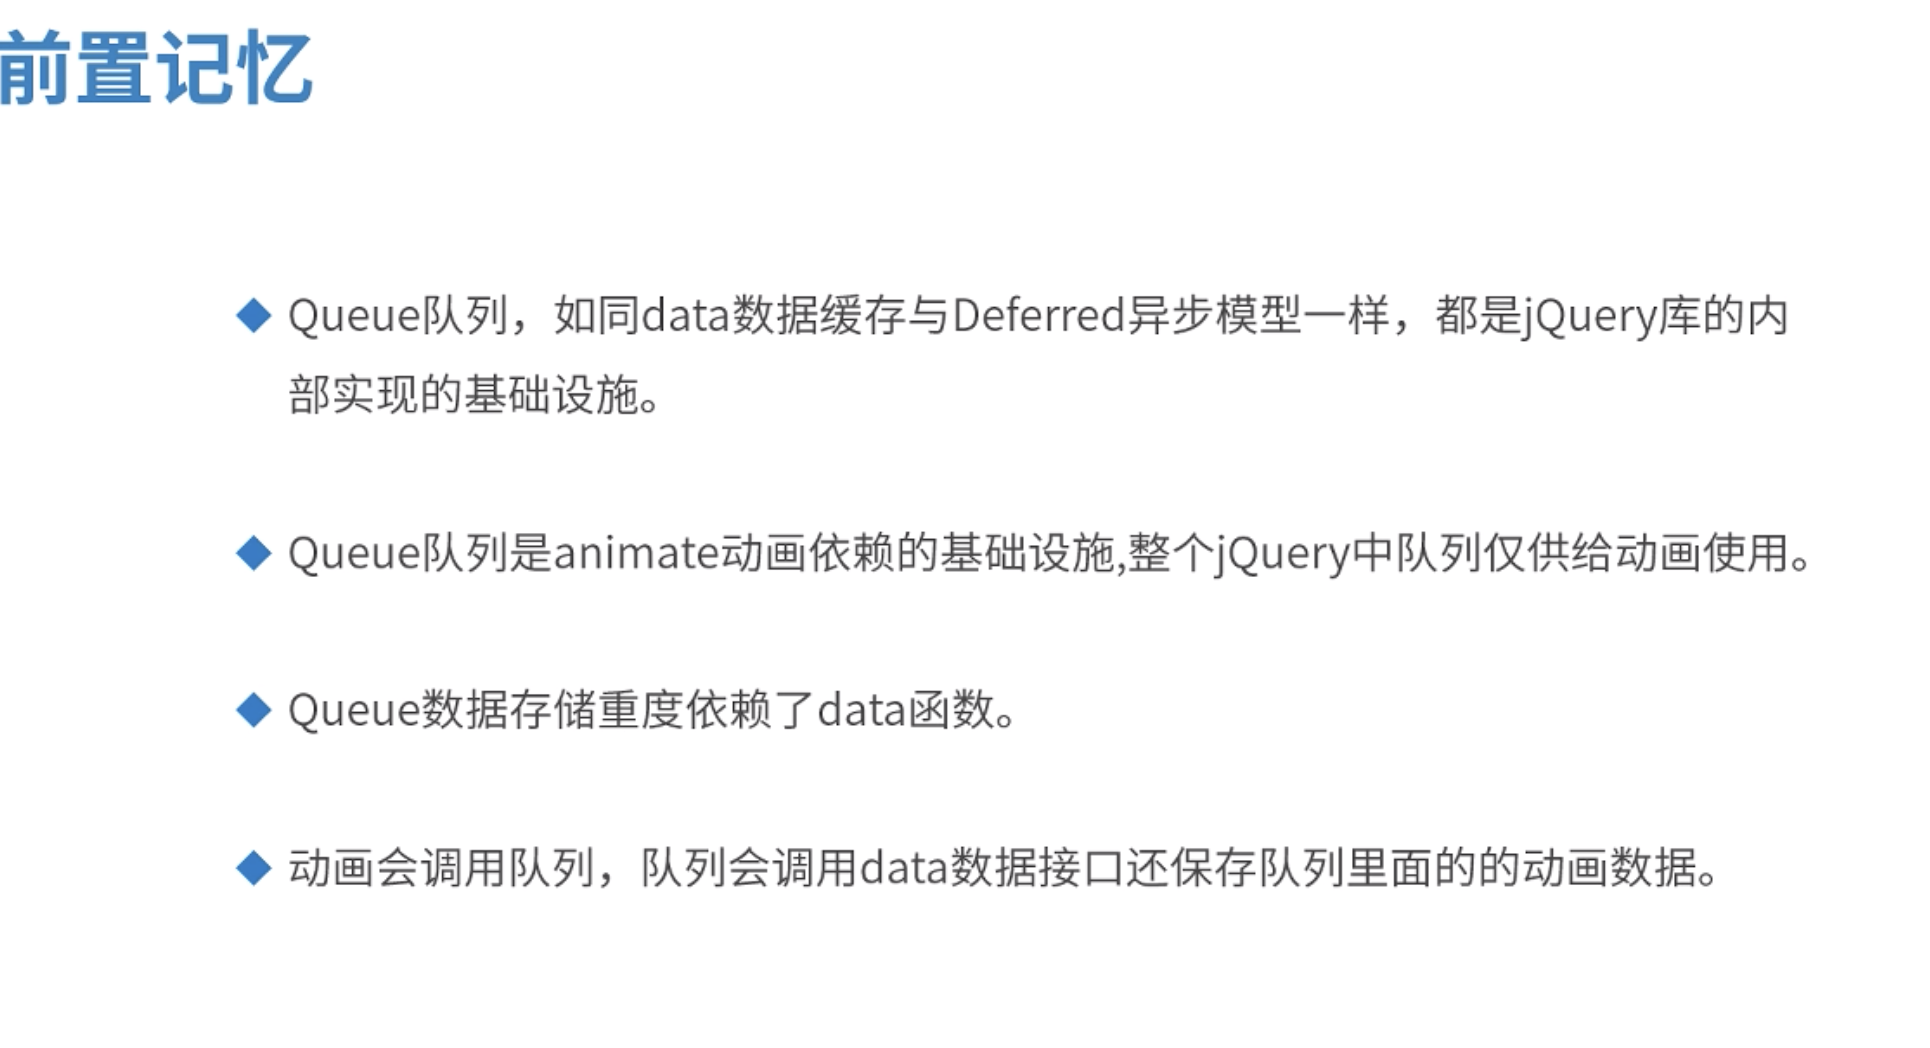 前置记忆
Queue队列，如同data数据缓存与Deferred异步模型一样，都是jQuery库的内
部实现的基础设施。
Queue队列是animate动画依赖的基础设施,整个jQuery中队列仅供给动画使用。
Queue数据存储重度依赖了data函数。
动画会调用队列，队列会调用data数据接口还保存队列里面的的动画数据。